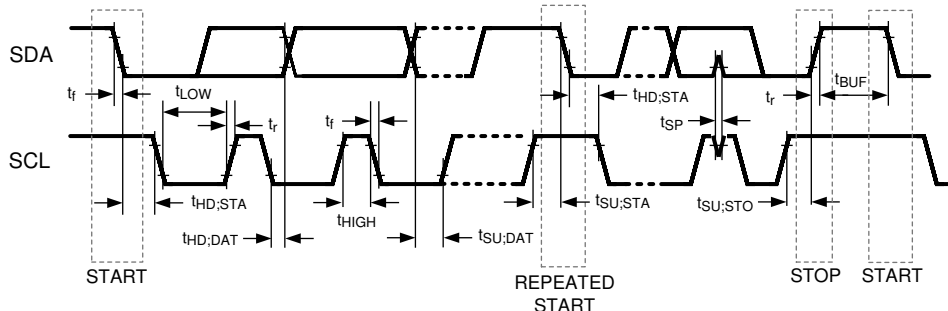 SDA
t_f
t_LOW
t_r
t_f
t_HD;STA
t_SP
t_r
t_BUF
SCL
t_HD;STA
t_HD;DAT
t_HIGH
t_SU;DAT
t_SU;STA
t_SU;STO
START
REPEATED
START
STOP
START